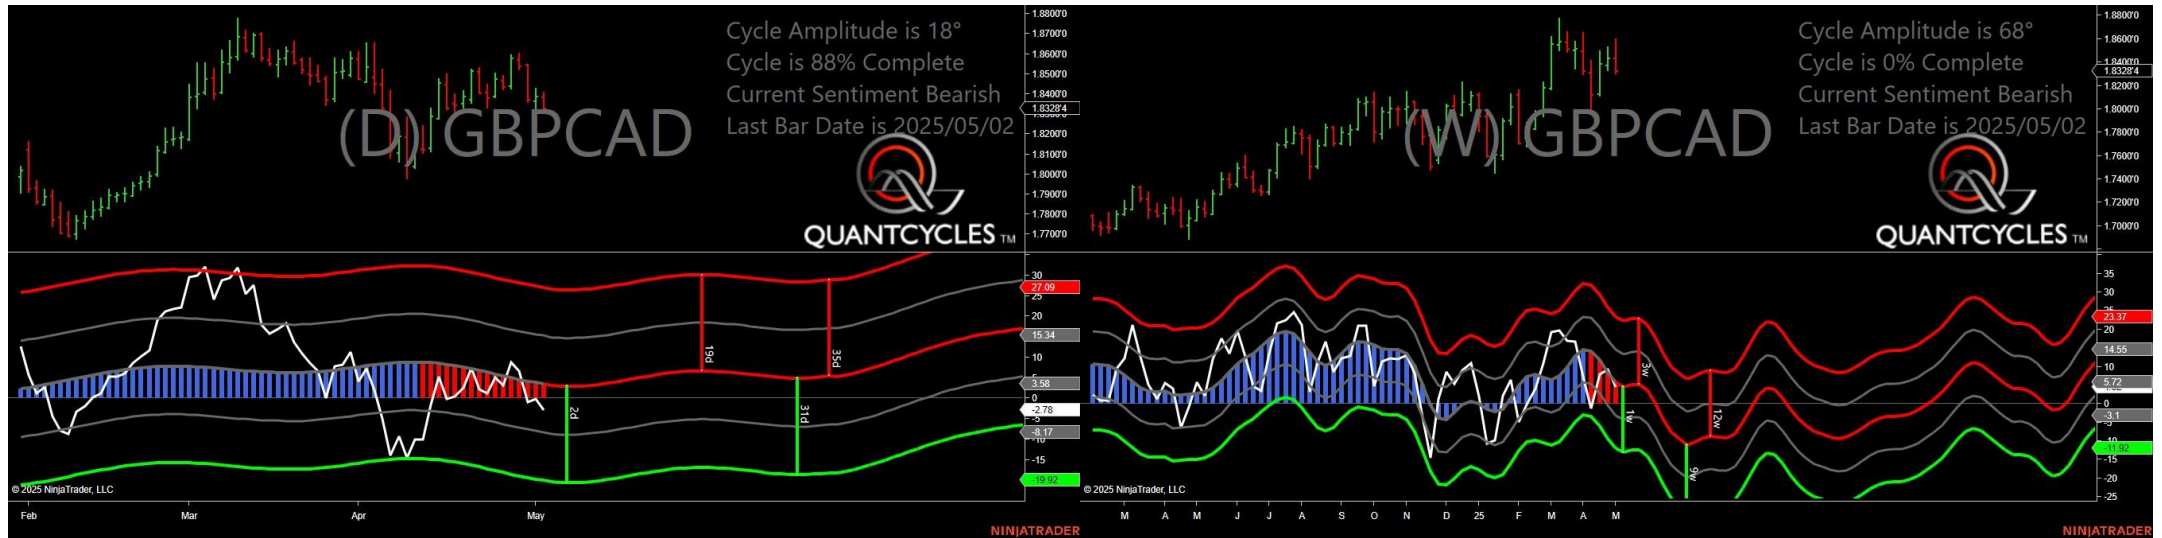 Cycle Amplitude is 18°
Cycle is 88% Complete
Current Sentiment Bearish
Last Bar Date is 2025/05/02
(D) GBPCAD
QUANTCYCLES TM
1.8800'0
1.8700'0
1.8600'0
1.8500'0
1.8400'0
1.8328'4
1.8200'0
1.8100'0
1.8000'0
1.7900'0
1.7800'0
1.7700'0
30
27.09
25
20
15.34
10
3.58
0
-2.78
-8.17
-15
-19.92
19d
35d
2d
31d
© 2025 NinjaTrader, LLC
Feb
Mar
Apr
May
NINJATRADER
Cycle Amplitude is 68°
Cycle is 0% Complete
Current Sentiment Bearish
Last Bar Date is 2025/05/02
(W) GBPCAD
QUANTCYCLES TM
1.8800'0
1.8600'0
1.8400'0
1.8328'4
1.8200'0
1.8000'0
1.7800'0
1.7600'0
1.7400'0
1.7200'0
1.7000'0
35
30
23.37
20
14.55
10
5.72
0
-3.1
-11.92
-15
-20
-25
3w
1w
12w
9w
© 2025 NinjaTrader, LLC
M
A
M
J
J
A
S
O
N
D
25
F
M
A
M
NINJATRADER